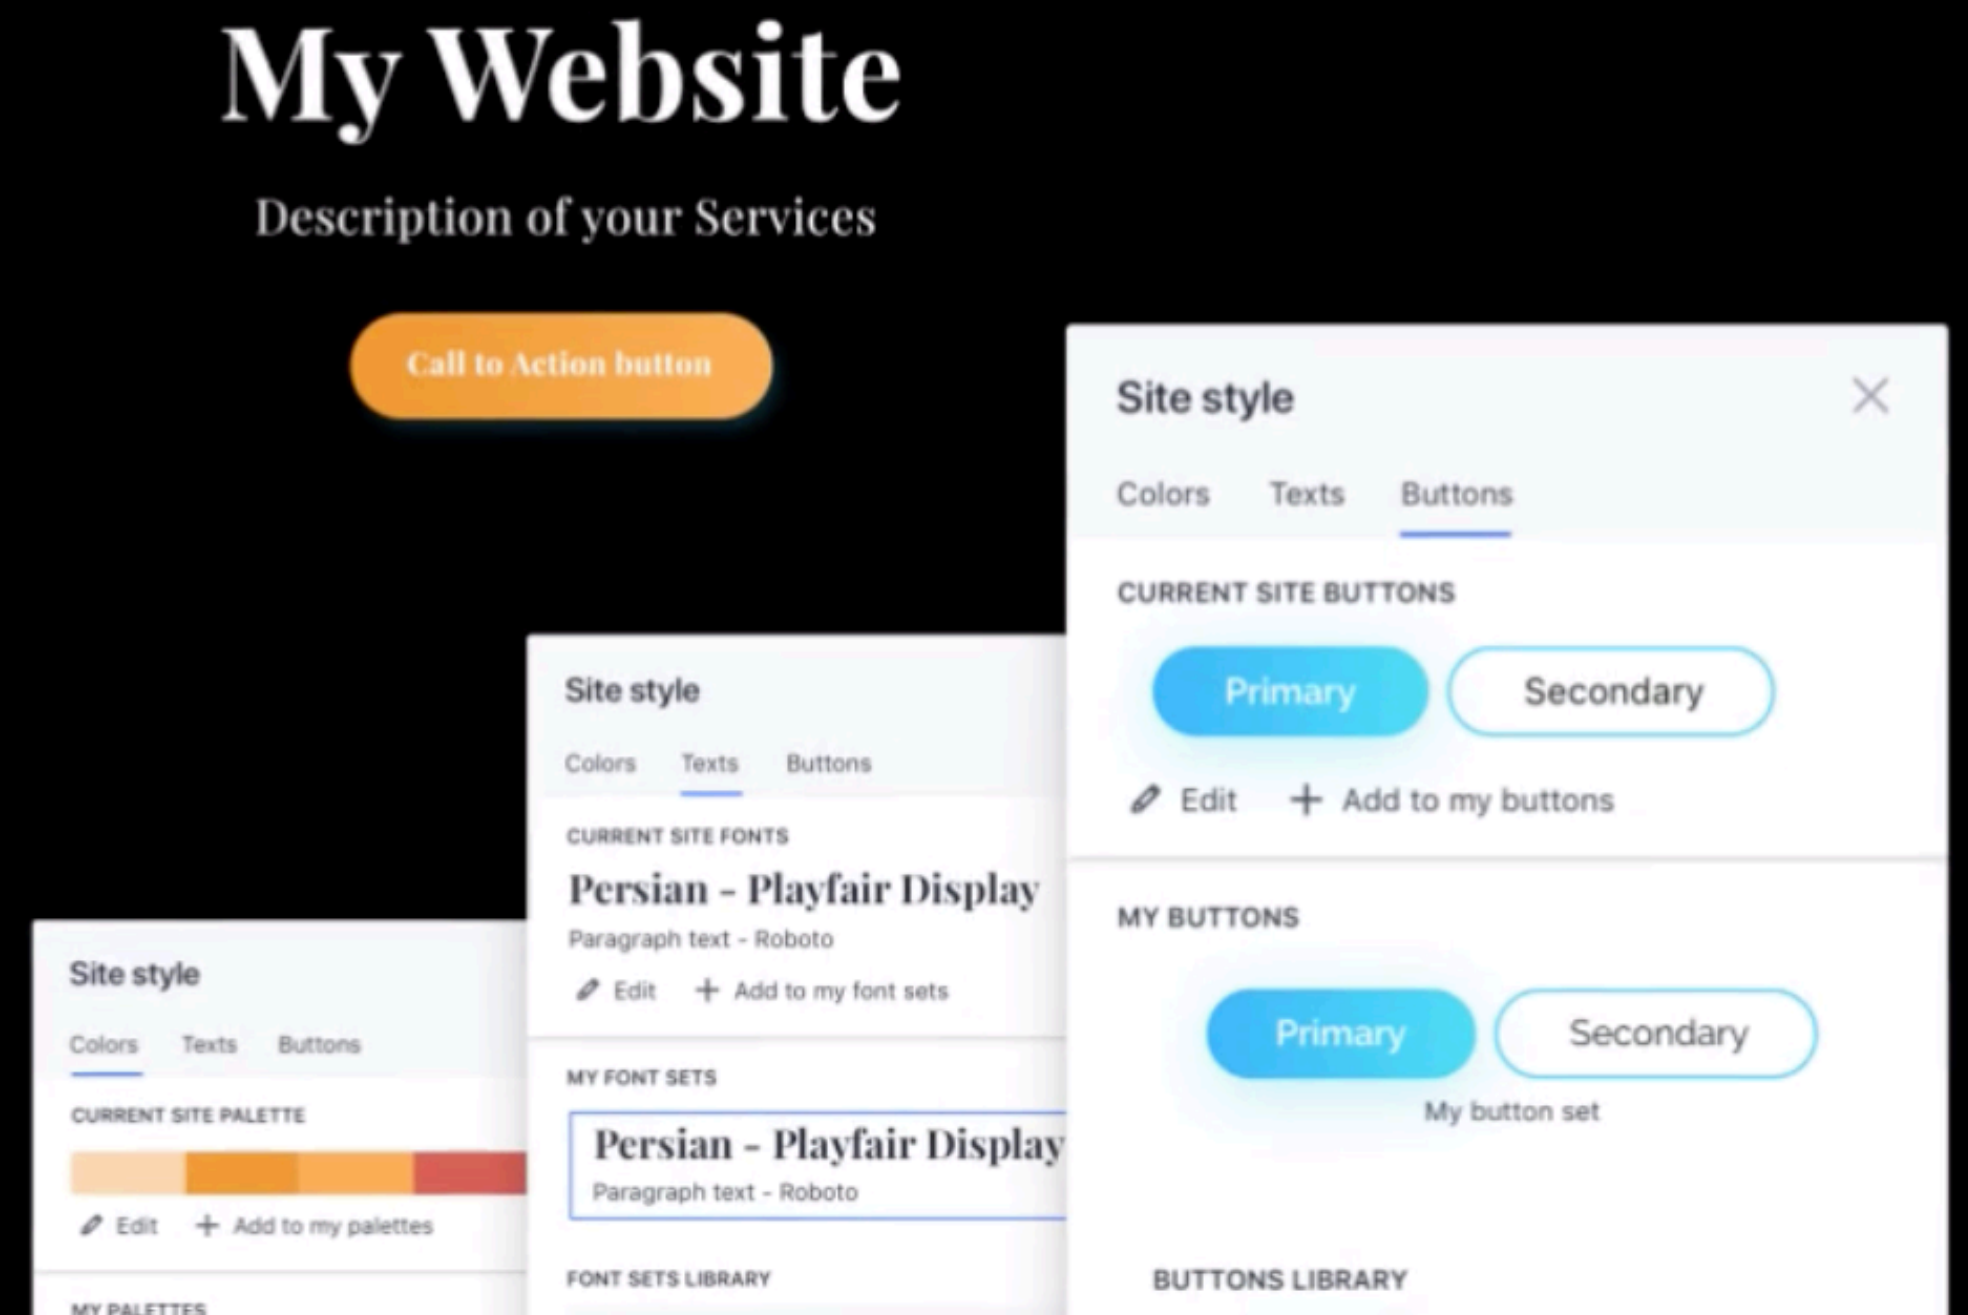 My Website
Description of your Services
Call to Action button
Site style
Colors Texts Buttons
CURRENT SITE BUTTONS
Primary Secondary
Edit + Add to my buttons
MY BUTTONS
Primary Secondary
My button set
BUTTONS LIBRARY
Site style
Colors Texts Buttons
CURRENT SITE FONTS
Persian - Playfair Display
Paragraph text - Roboto
Edit + Add to my font sets
MY FONT SETS
Persian - Playfair Display
Paragraph text - Roboto
FONT SETS LIBRARY
Site style
Colors Texts Buttons
CURRENT SITE PALETTE
Edit + Add to my palettes
MY PALETTES